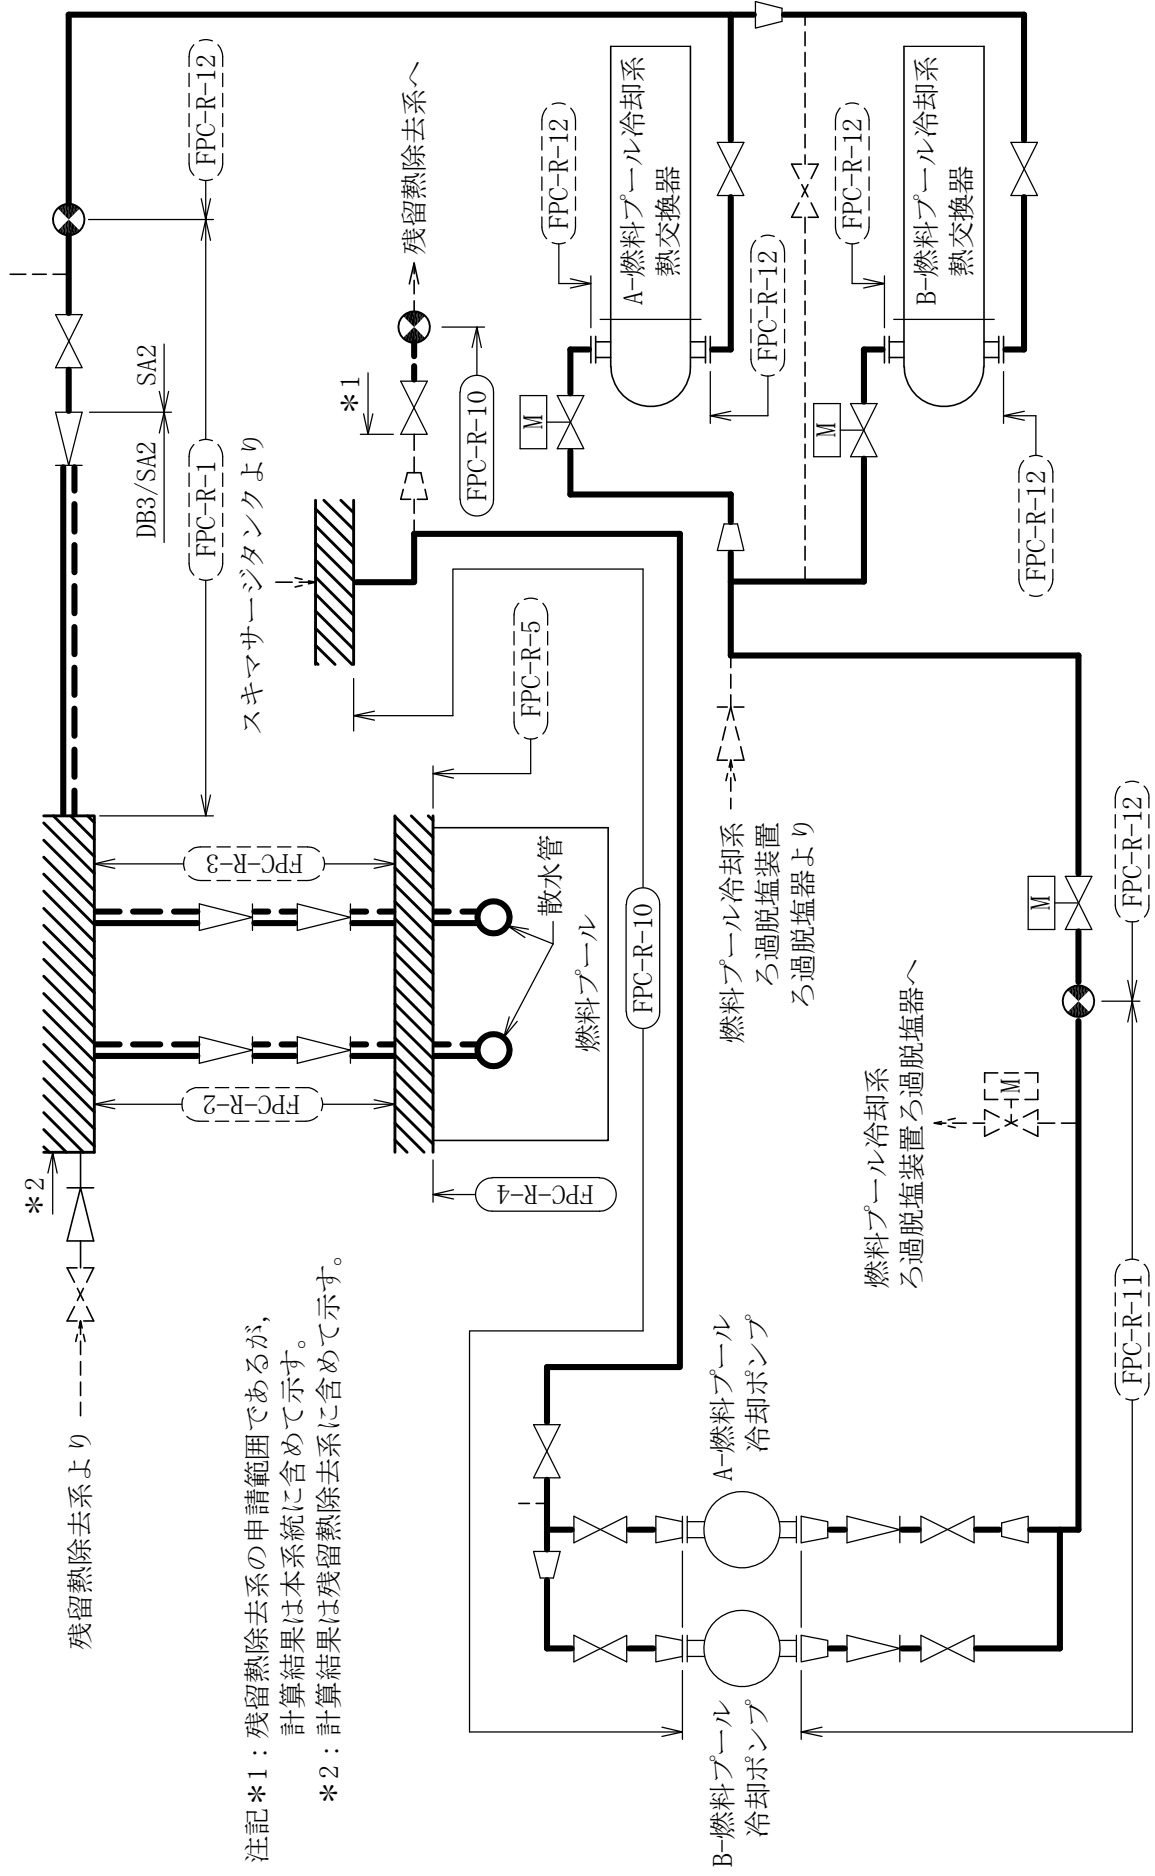 残留熱除去系より
*2
FPC-R-2
FPC-R-3
FPC-R-1
FPC-R-12
DB3/SA2
SA2
スキマサージタンクより
*1
残留熱除去系へ
FPC-R-10
FPC-R-4
FPC-R-5
散水管
燃料プール
FPC-R-10
FPC-R-12
M
A-燃料プール冷却系
熱交換器
FPC-R-12
FPC-R-12
M
B-燃料プール冷却系
熱交換器
FPC-R-12
燃料プール冷却系
ろ過脱塩装置
ろ過脱塩器より
A-燃料プール
冷却ポンプ
B-燃料プール
冷却ポンプ
燃料プール冷却系
ろ過脱塩装置ろ過脱塩器へ
M
M
FPC-R-11
FPC-R-12
注記*1：残留熱除去系の申請範囲であるが，
計算結果は本系統に含めて示す。
*2：計算結果は残留熱除去系に含めて示す。